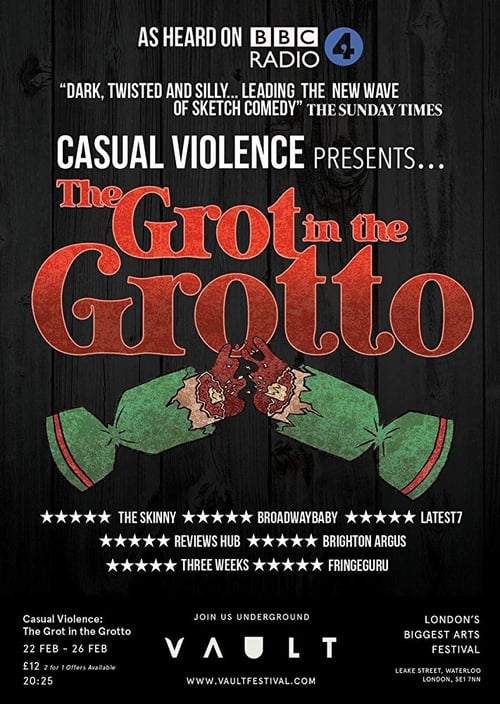 AS HEARD ON BBC RADIO 4
“DARK, TWISTED AND SILLY... LEADING THE NEW WAVE
OF SKETCH COMEDY” THE SUNDAY TIMES
CASUAL VIOLENCE PRESENTS...
The Grot in the
Grotto
★★★★★ THE SKINNY ★★★★★ BROADWAYBABY ★★★★★ LATEST7
★★★★★ REVIEWS HUB ★★★★★ BRIGHTON ARGUS
★★★★★ THREE WEEKS ★★★★★ FRINGEGURU
Casual Violence:
The Grot in the Grotto
22 FEB - 26 FEB
£12 2 for 1 Offers Available
20:25
JOIN US UNDERGROUND
VAULT
WWW.VAULTFESTIVAL.COM
LONDON'S
BIGGEST ARTS
FESTIVAL
LEAKE STREET, WATERLOO
LONDON, SE1 7NN